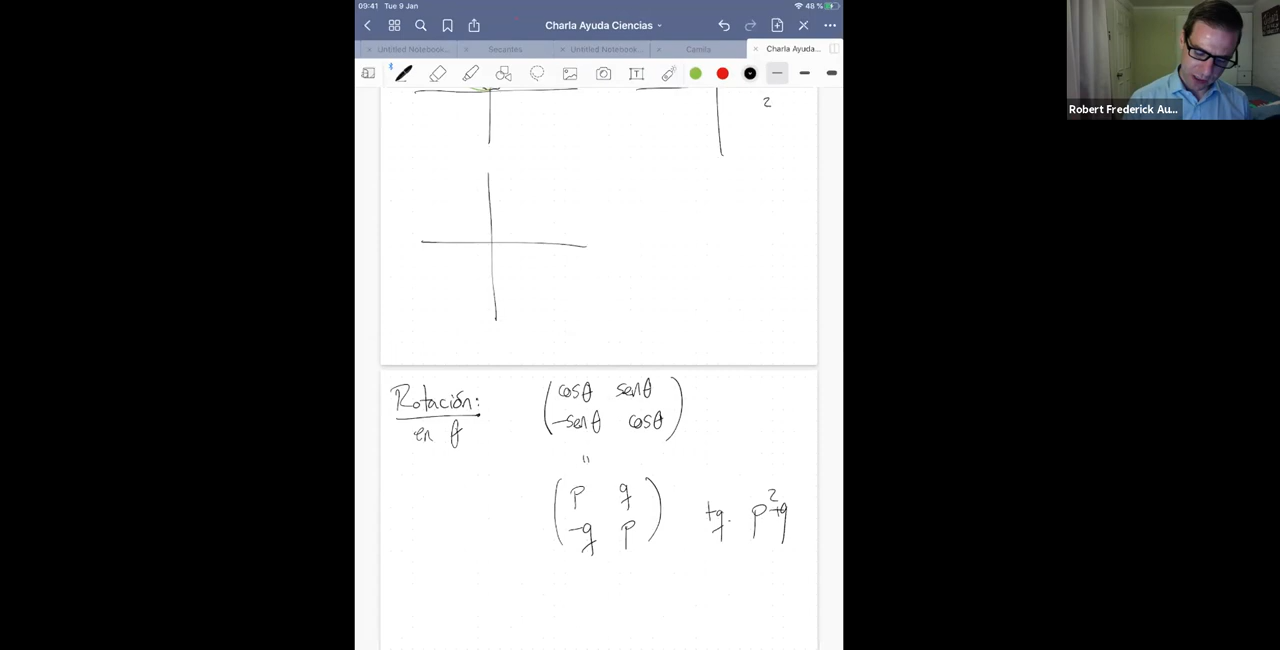 09:41 Tue 9 Jan
48 %
Charla Ayuda Ciencias
Untitled Notebook...
Secantes
Untitled Notebook...
Camila
Charla Ayuda...
Robert Frederick Au...
2
Rotación:
en θ
cosθ senθ
-senθ cosθ
"
p q
-q p
tq. p²+q